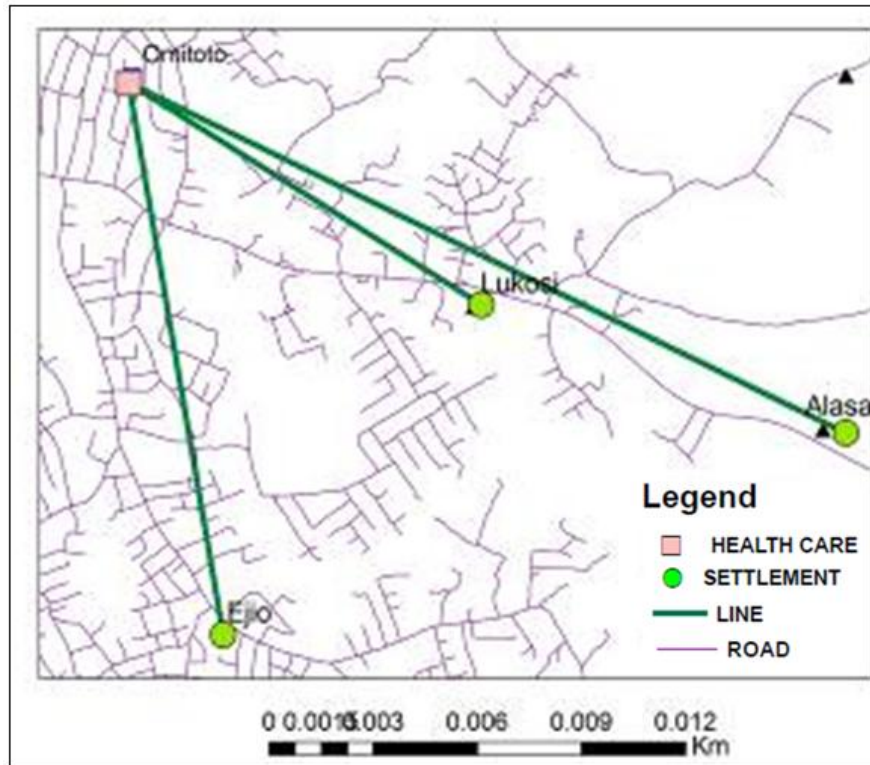 Omitoto
Lukosi
Alasa
Ejio
Legend
HEALTH CARE
SETTLEMENT
LINE
ROAD
0 0.0015 0.003 0.006 0.009 0.012
Km